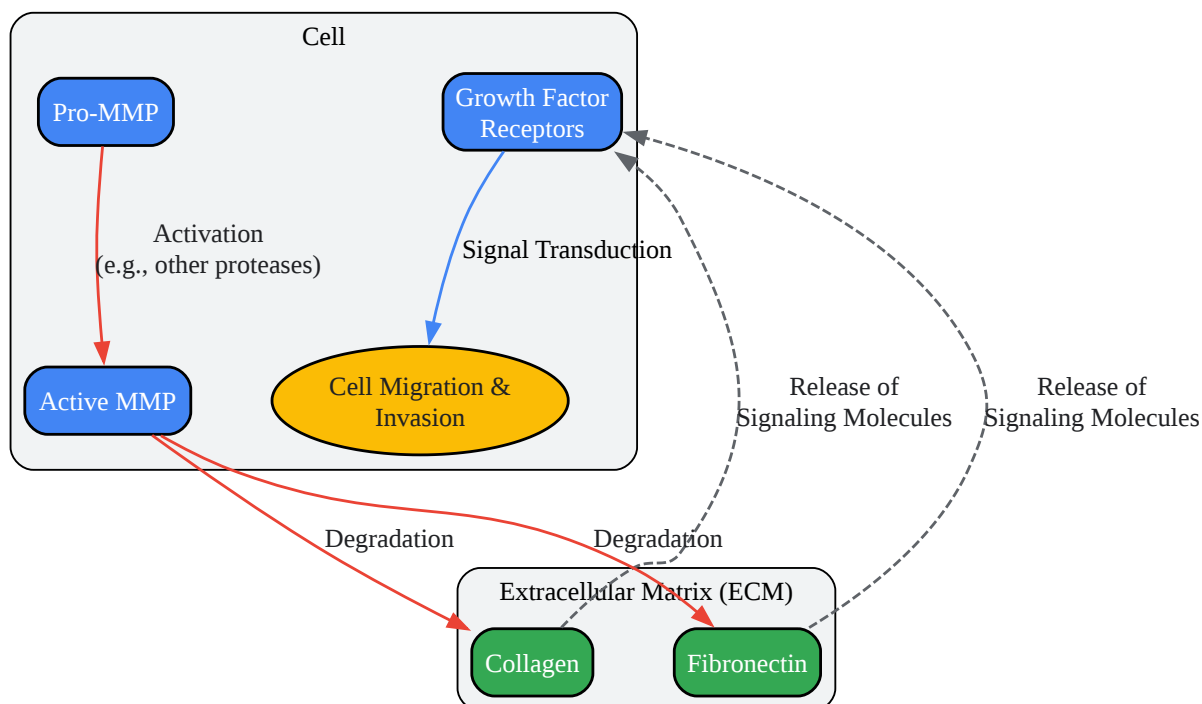 Cell
Pro-MMP
Growth Factor
Receptors
Activation
(e.g., other proteases)
Signal Transduction
Active MMP
Cell Migration &
Invasion
Release of
Signaling Molecules
Release of
Signaling Molecules
Degradation
Degradation
Extracellular Matrix (ECM)
Collagen
Fibronectin